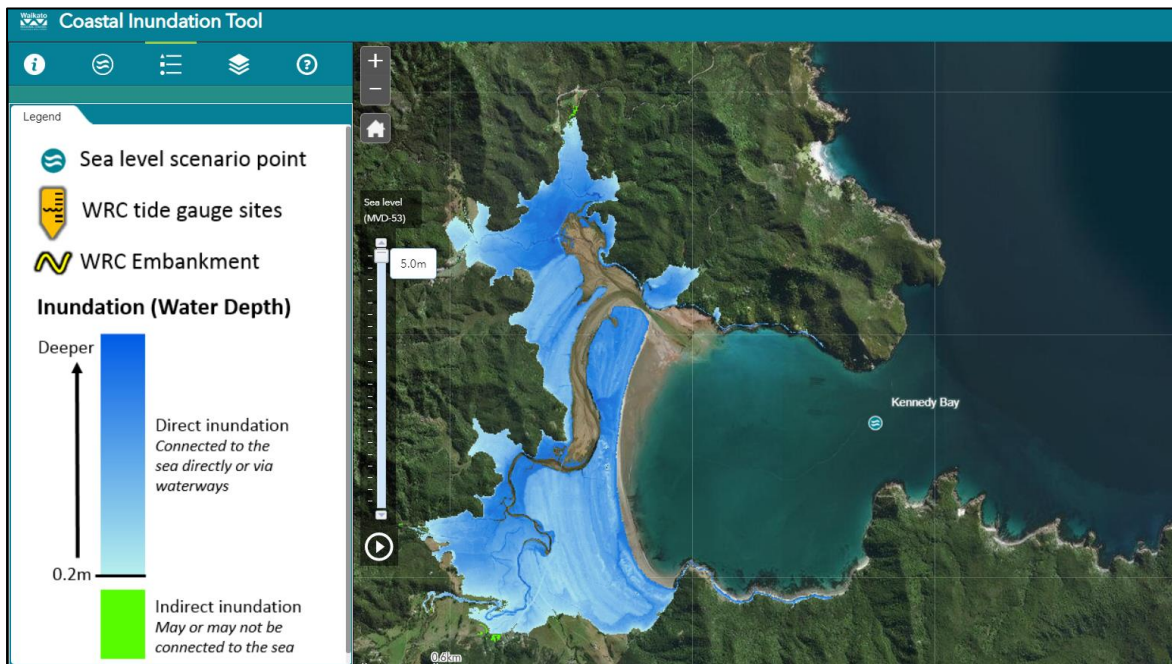 Waikato
Coastal Inundation Tool
Legend
Sea level scenario point
WRC tide gauge sites
WRC Embankment
Inundation (Water Depth)
Deeper
Direct inundation
Connected to the
sea directly or via
waterways
0.2m
Indirect inundation
May or may not be
connected to the sea
Sea level
(MVD-53)
5.0m
Kennedy Bay
0.6km